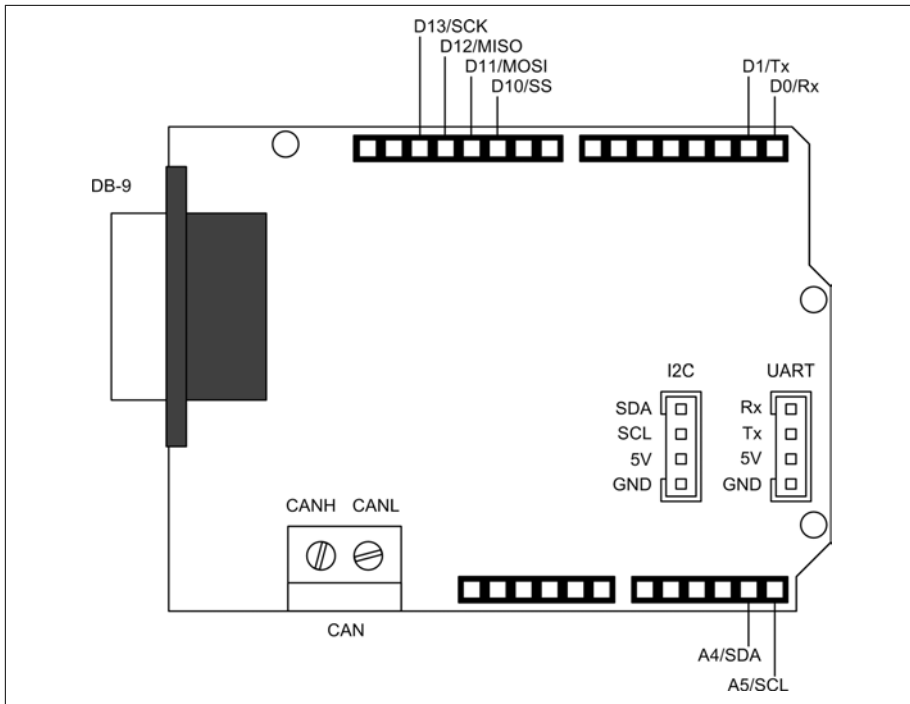 D13/SCK
D12/MISO
D11/MOSI
D10/SS
D1/Tx
D0/Rx
DB-9
I2C
UART
SDA
SCL
5V
GND
Rx
Tx
5V
GND
CANH CANL
CAN
A4/SDA
A5/SCL